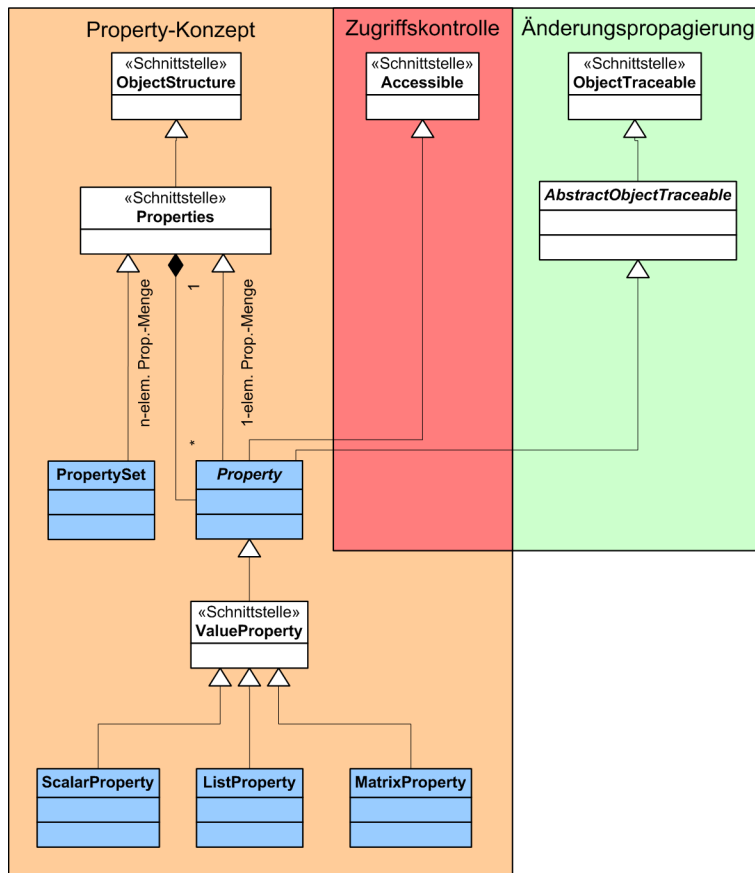 Property-Konzept
Zugriffskontrolle
Änderungspropagierung
«Schnittstelle»
ObjectStructure
«Schnittstelle»
Accessible
«Schnittstelle»
ObjectTraceable
«Schnittstelle»
Properties
AbstractObjectTraceable
n-elem. Prop.-Menge
1
*
1-elem. Prop.-Menge
PropertySet
Property
«Schnittstelle»
ValueProperty
ScalarProperty
ListProperty
MatrixProperty